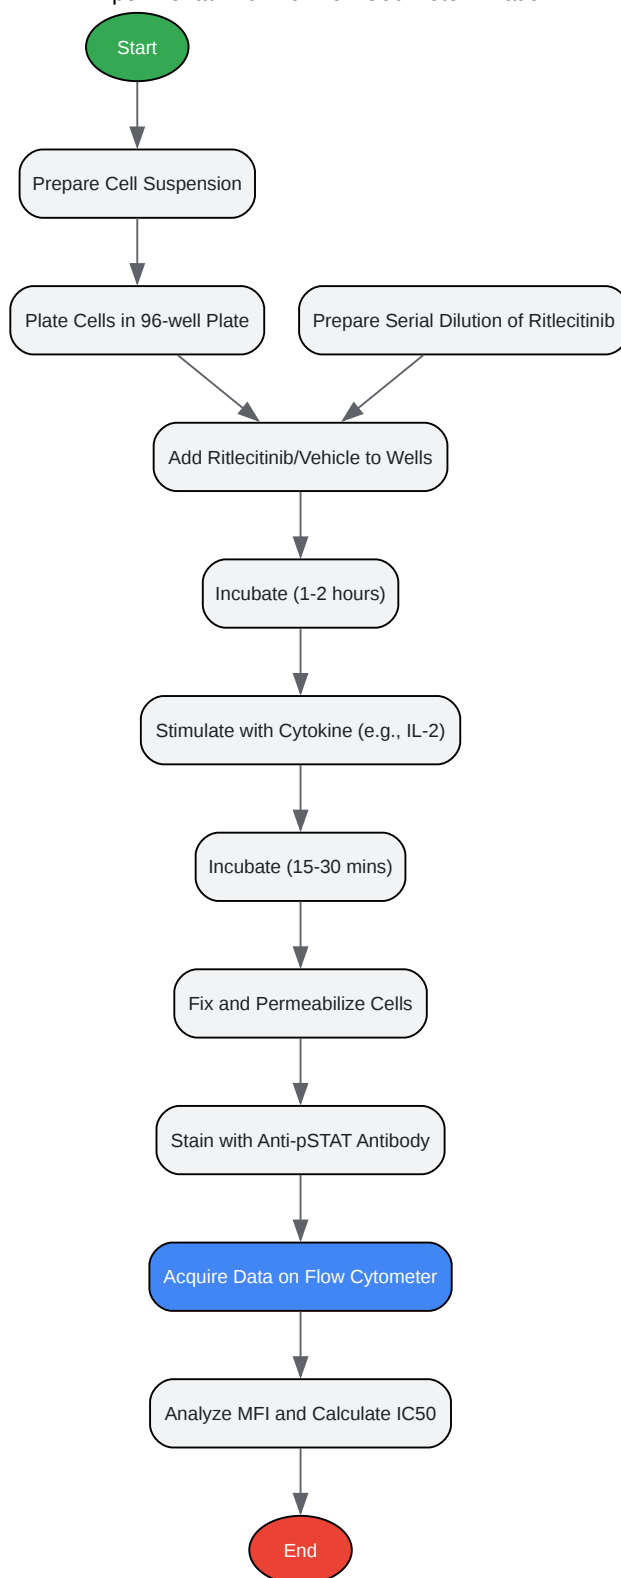 Start
Prepare Cell Suspension
Plate Cells in 96-well Plate
Prepare Serial Dilution of Ritlecitinib
Add Ritlecitinib/Vehicle to Wells
Incubate (1-2 hours)
Stimulate with Cytokine (e.g., IL-2)
Incubate (15-30 mins)
Fix and Permeabilize Cells
Stain with Anti-pSTAT Antibody
Acquire Data on Flow Cytometer
Analyze MFI and Calculate IC50
End